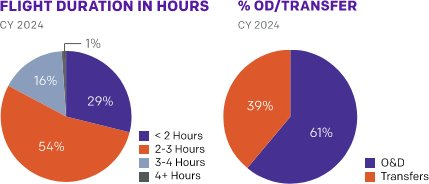 FLIGHT DURATION IN HOURS
CY 2024
1%
16%
29%
54%
< 2 Hours
2-3 Hours
3-4 Hours
4+ Hours
% OD/TRANSFER
CY 2024
39%
61%
O&D
Transfers